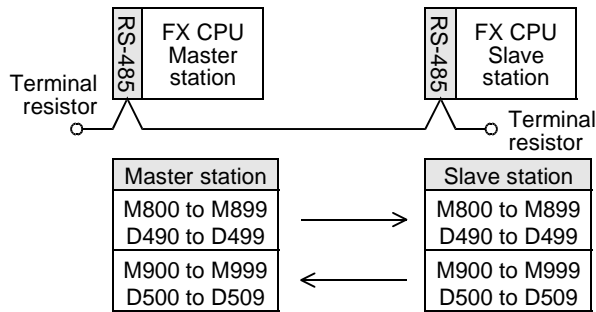 RS-485
FX CPU
Master
station
RS-485
FX CPU
Slave
station
Terminal
resistor
Terminal
resistor
Master station
M800 to M899
D490 to D499
M900 to M999
D500 to D509
Slave station
M800 to M899
D490 to D499
M900 to M999
D500 to D509